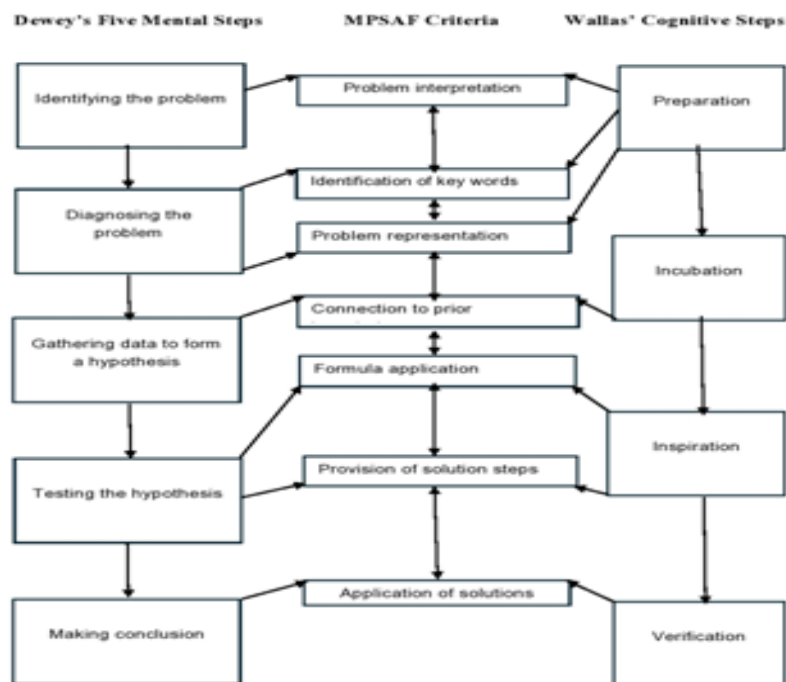 Dewey's Five Mental Steps
MPSAF Criteria
Wallas' Cognitive Steps
Identifying the problem
Problem interpretation
Preparation
Identification of key words
Diagnosing the
problem
Problem representation
Incubation
Connection to prior
Gathering data to form
a hypothesis
Formula application
Inspiration
Provision of solution steps
Testing the hypothesis
Application of solutions
Making conclusion
Verification